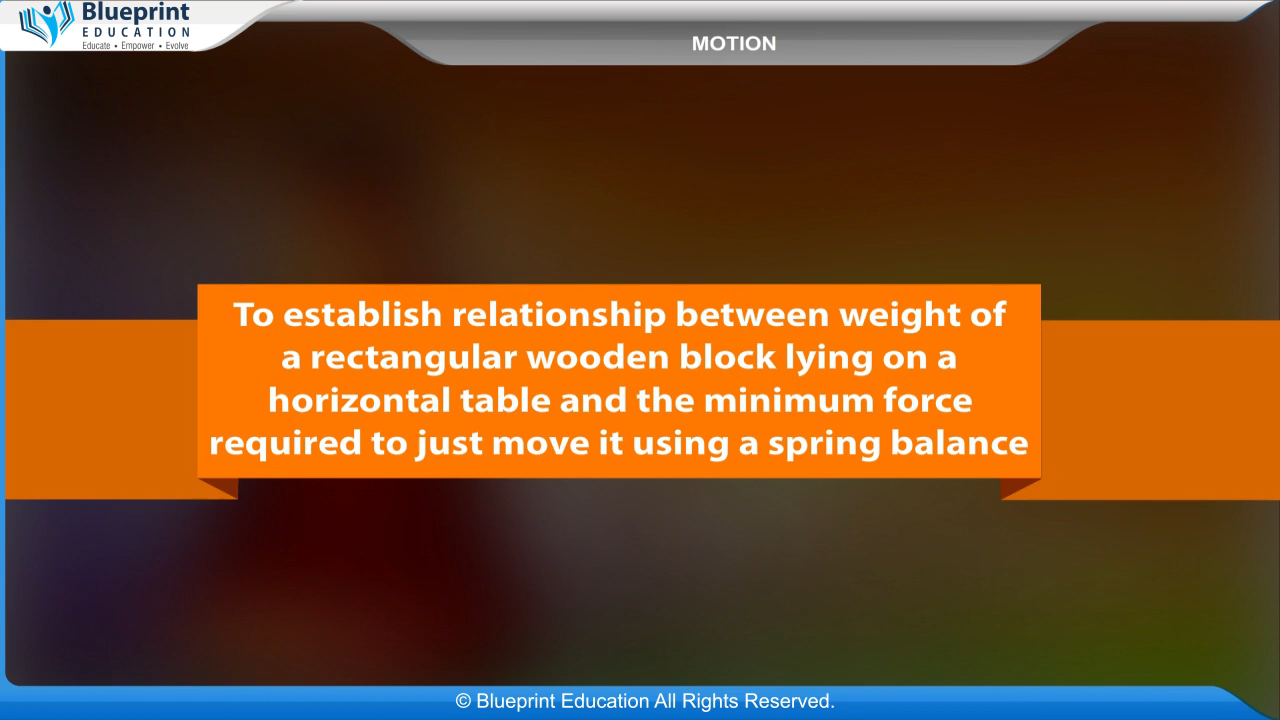 Blueprint
EDUCATION
Educate • Empower • Evolve
MOTION
To establish relationship between weight of
a rectangular wooden block lying on a
horizontal table and the minimum force
required to just move it using a spring balance
© Blueprint Education All Rights Reserved.